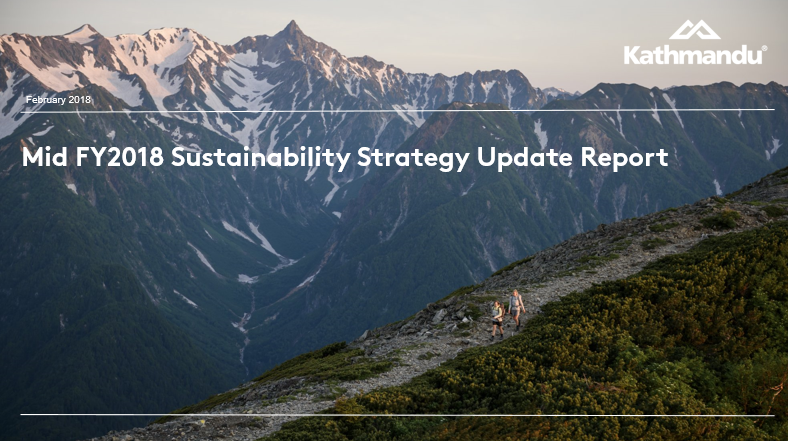 Kathmandu®
February 2018
Mid FY2018 Sustainability Strategy Update Report